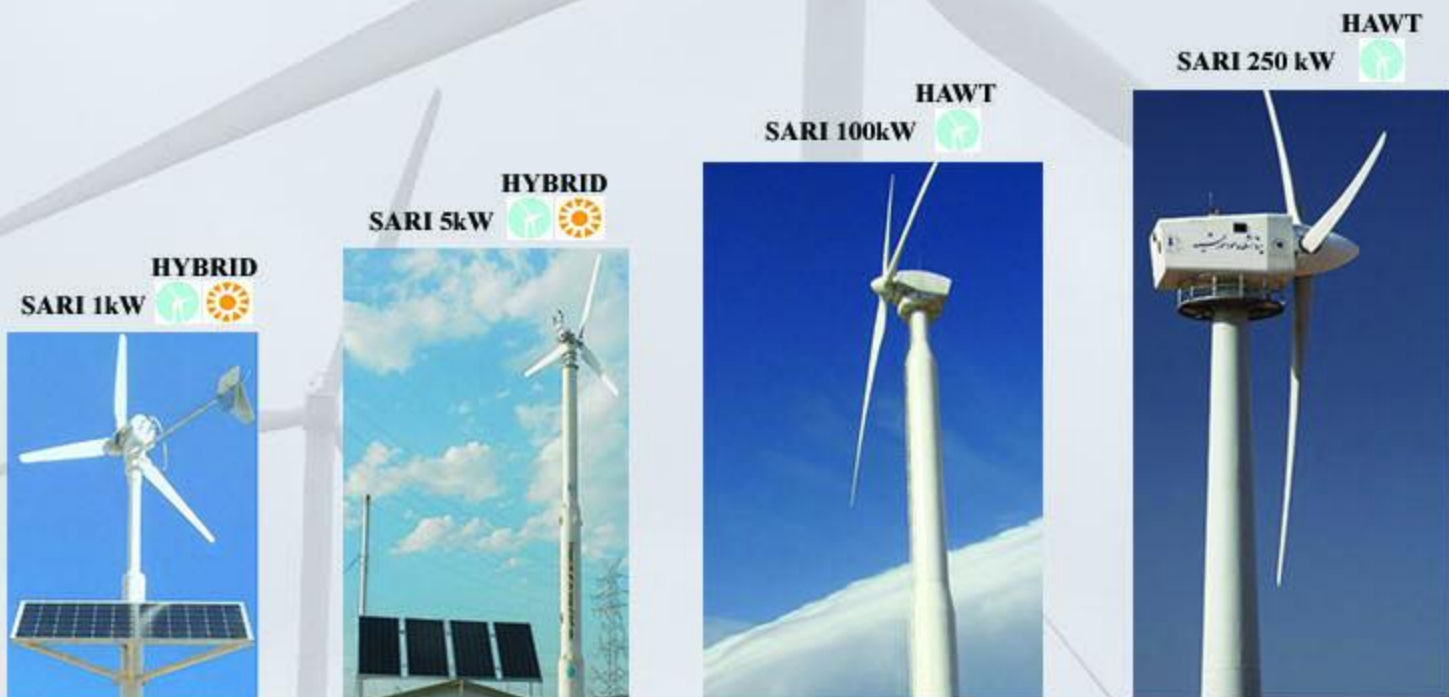 HYBRID
SARI 1kW
HYBRID
SARI 5kW
HAWT
SARI 100kW
HAWT
SARI 250 kW